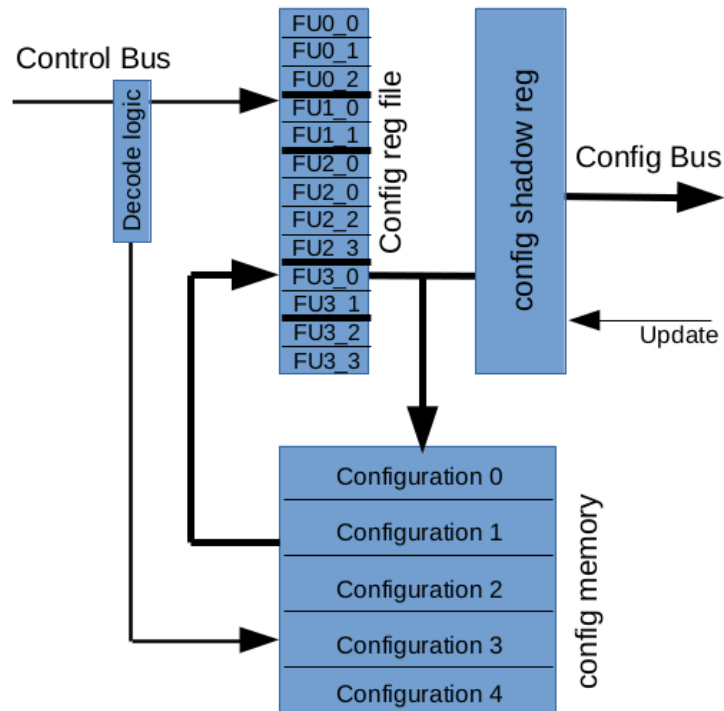 Control Bus
Decode logic
FU0_0
FU0_1
FU0_2
FU1_0
FU1_1
FU2_0
FU2_0
FU2_2
FU2_3
FU3_0
FU3_1
FU3_2
FU3_3
Config reg file
config shadow reg
Config Bus
Update
Configuration 0
Configuration 1
Configuration 2
Configuration 3
Configuration 4
config memory